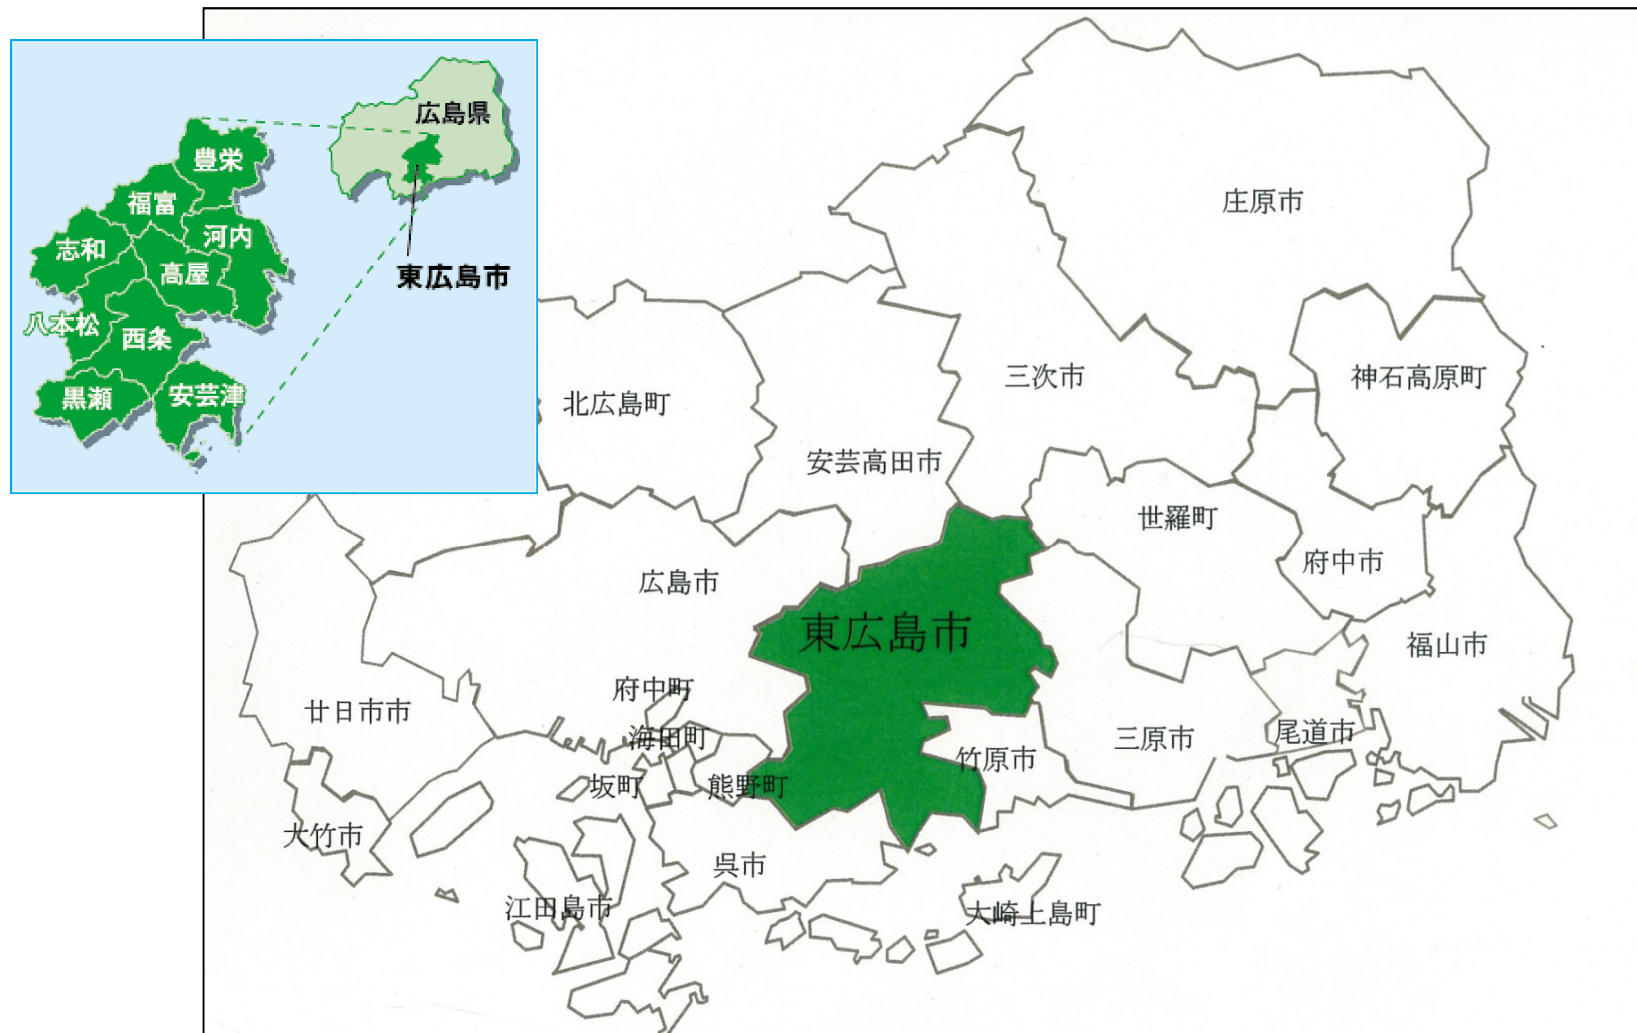 広島県
豊栄
福富
河内
志和
高屋
東広島市
八本松
西条
黒瀬
安芸津
庄原市
三次市
神石高原町
北広島町
安芸高田市
世羅町
府中市
広島市
東広島市
福山市
府中町
廿日市市
海田町
竹原市
三原市
尾道市
坂町
熊野町
大竹市
呉市
江田島市
大崎上島町